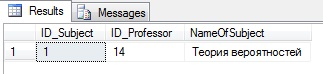 Results Messages
ID_Subject ID_Professor NameOfSubject
1 1 14 Теория вероятностей